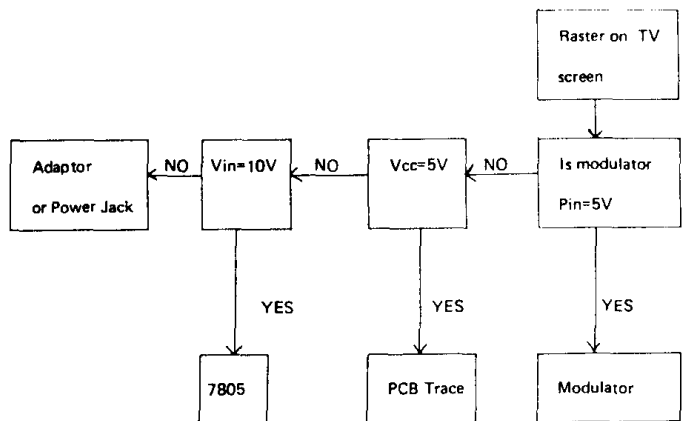 Raster on TV
screen
Adaptor
or Power Jack
NO
Vin=10V
NO
Vcc=5V
NO
Is modulator
Pin=5V
YES
YES
YES
7805
PCB Trace
Modulator